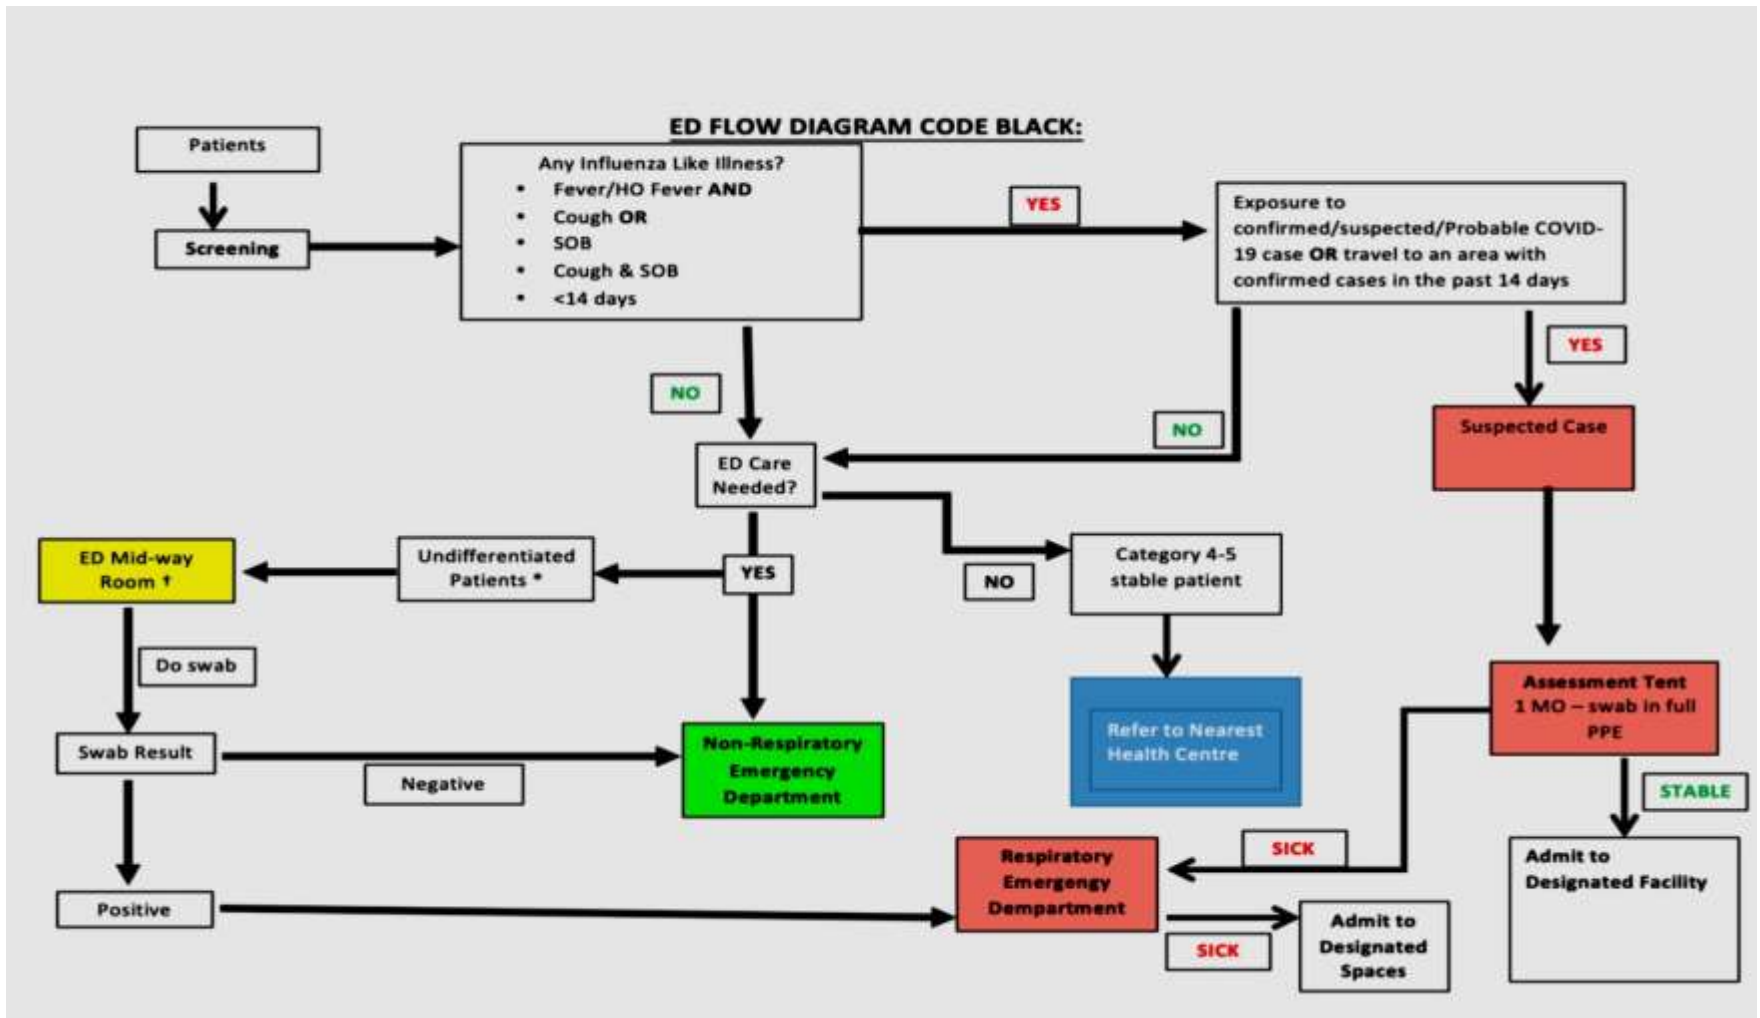 ED FLOW DIAGRAM CODE BLACK:
Patients
Screening
Any Influenza Like Illness?
• Fever/HO Fever AND
• Cough OR
• SOB
• Cough & SOB
• <14 days
YES
Exposure to
confirmed/suspected/Probable COVID-
19 case OR travel to an area with
confirmed cases in the past 14 days
YES
NO
NO
Suspected Case
ED Care
Needed?
ED Mid-way
Room †
Undifferentiated
Patients *
YES
NO
Category 4-5
stable patient
Do swab
Assessment Tent
1 MO – swab in full
PPE
Swab Result
Negative
Non-Respiratory
Emergency
Department
Refer to Nearest
Health Centre
STABLE
SICK
Respiratory
Emergengy
Dempartment
Admit to
Designated Facility
Positive
SICK
Admit to
Designated
Spaces